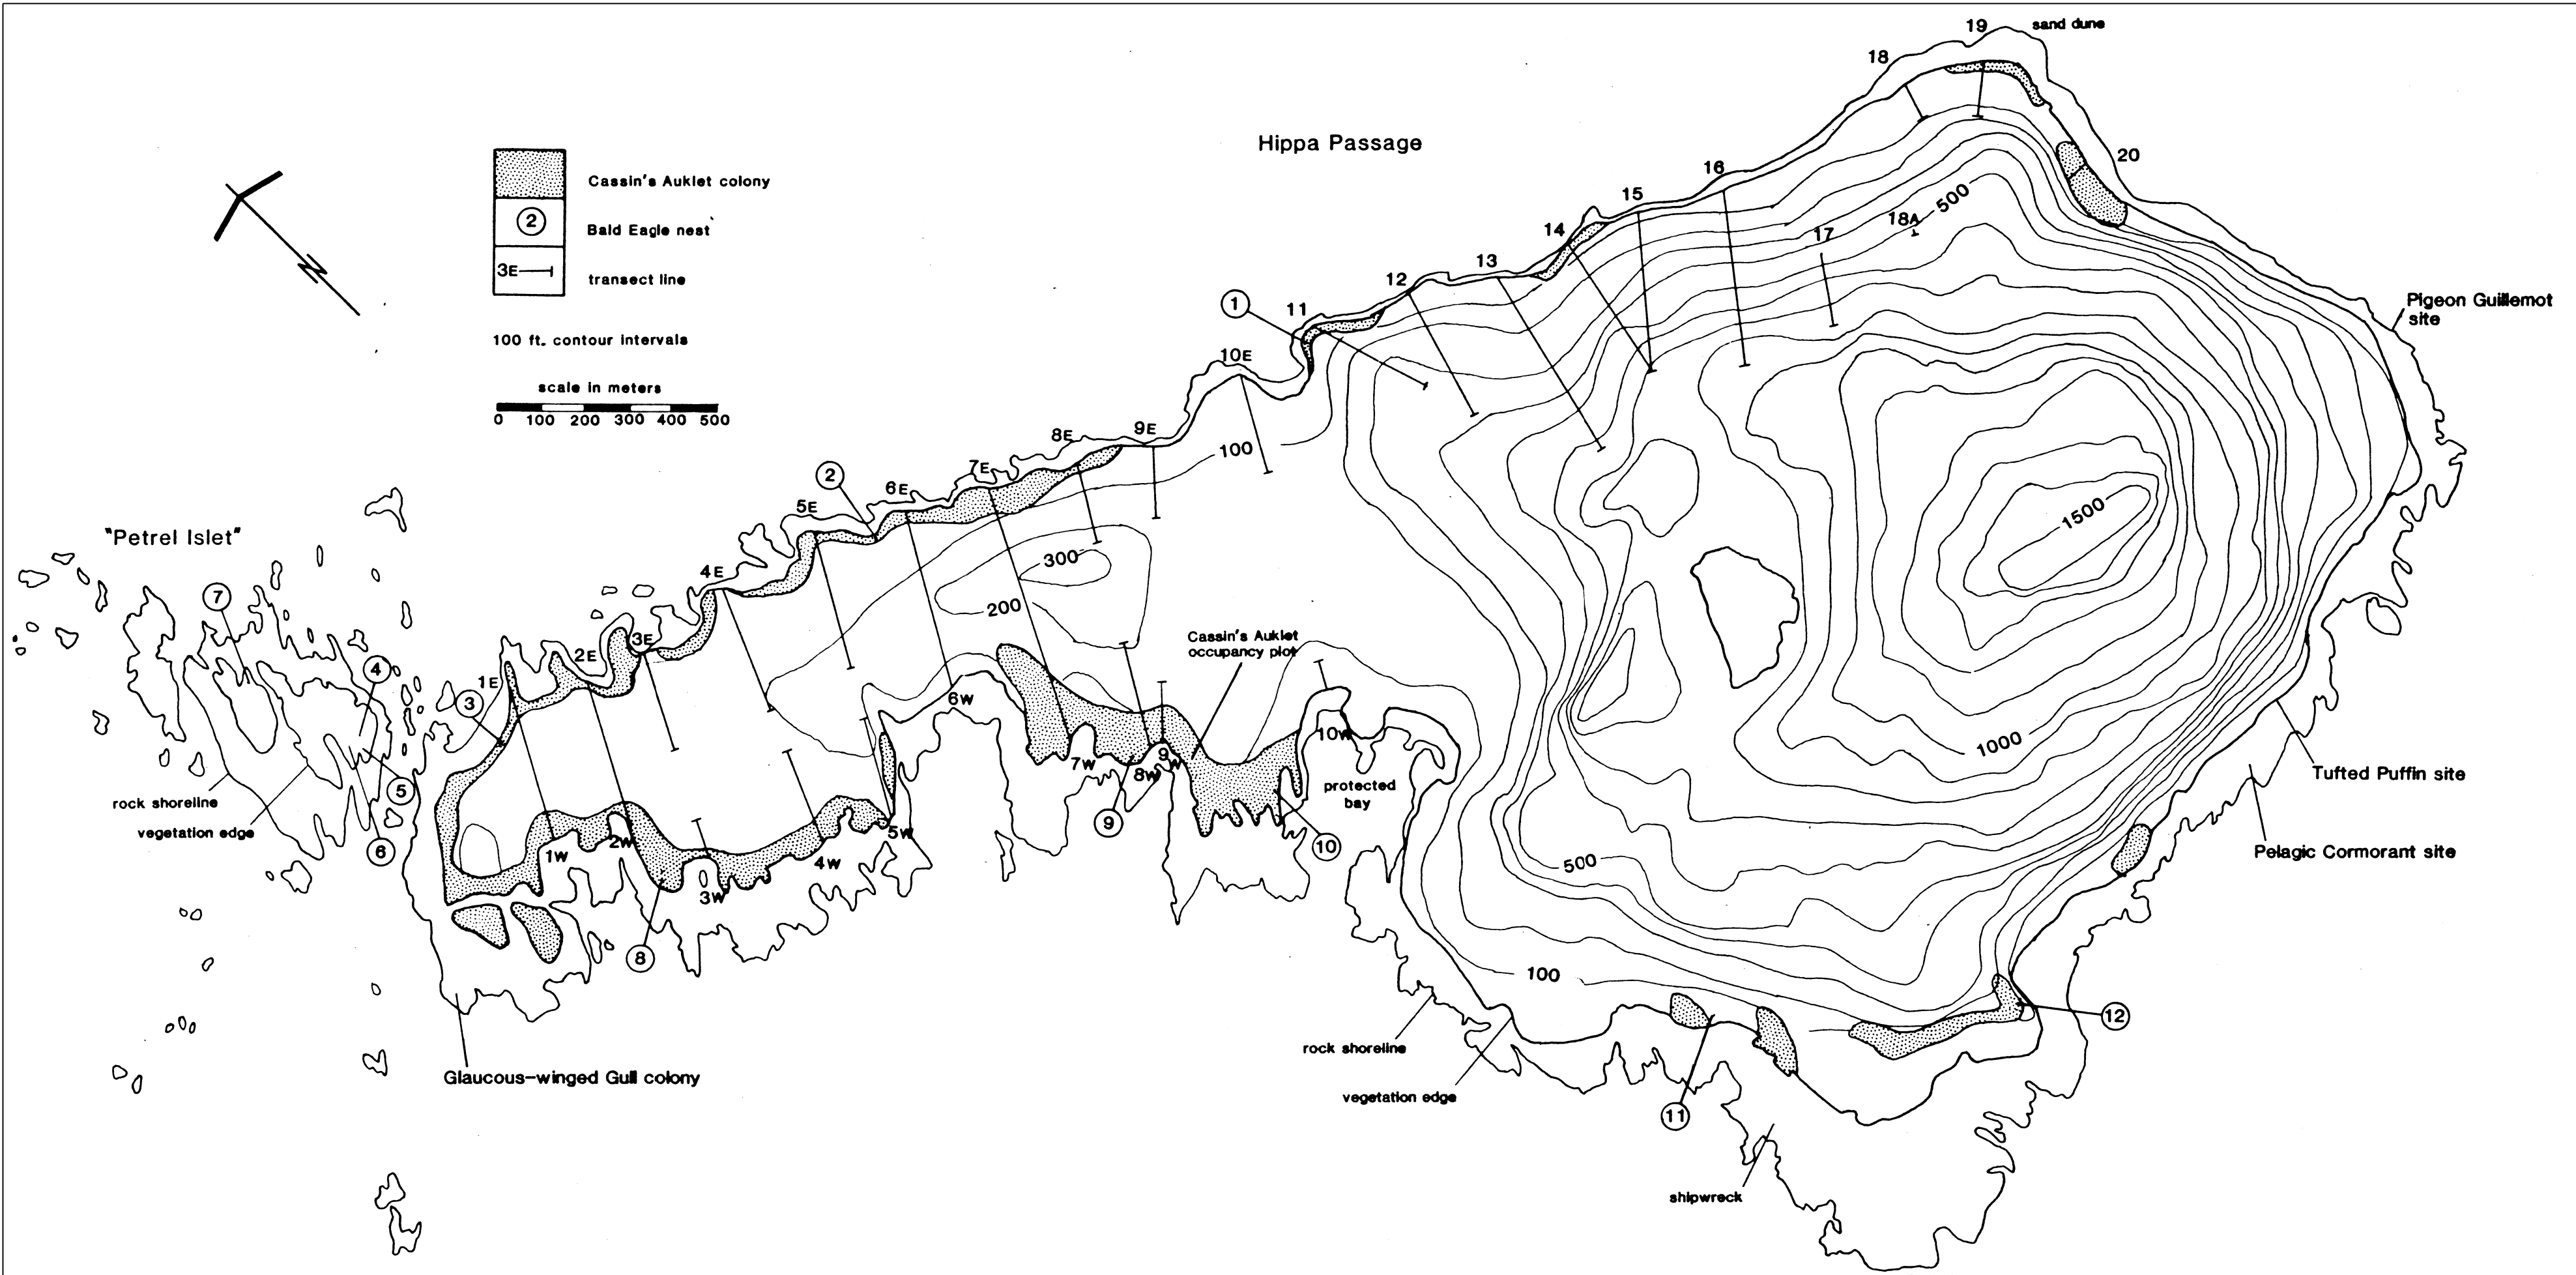 19
sand dune
18
Hippa Passage
20
16
Cassin's Auklet colony
15
500
18A
2
Bald Eagle nest
14
17
13
3E
transect line
12
1
11
Pigeon Guillemot
site
100 ft. contour intervals
10E
scale in meters
0 100 200 300 400 500
9E
8E
100
7E
2
6E
5E
1500
"Petrel Islet"
300
4E
7
200
Cassin's Auklet
occupancy plot
3E
2E
4
1E
3
6W
10W
1000
9
W
7W
8W
Tufted Puffin site
protected
bay
5
rock shoreline
vegetation edge
9
5W
2W
10
6
1W
4W
Pelagic Cormorant site
500
3W
8
100
12
rock shoreline
Glaucous-winged Gull colony
vegetation edge
11
shipwreck